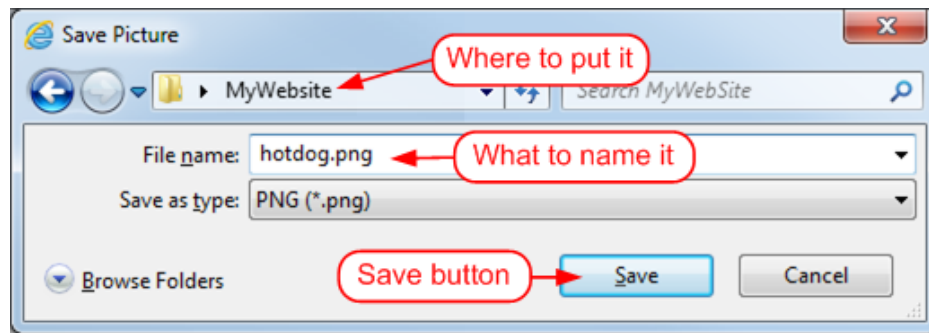 Save Picture
Where to put it
MyWebsite
Search MyWebSite
File name: hotdog.png
What to name it
Save as type: PNG (*.png)
Browse Folders
Save button
Save
Cancel